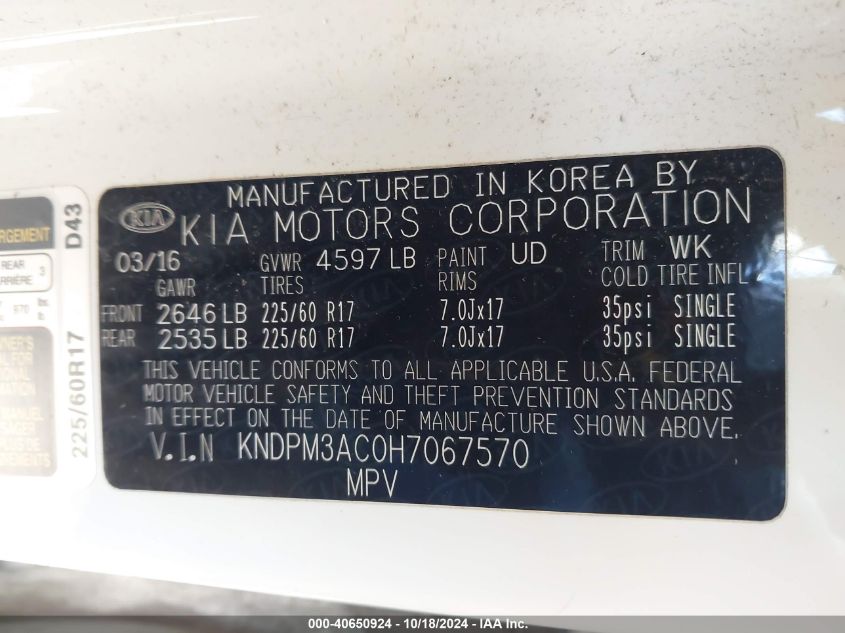 MANUFACTURED IN KOREA BY
KIA KIA MOTORS CORPORATION
03/16 GVWR 4597 LB PAINT UD TRIM WK
GAWR TIRES RIMS COLD TIRE INFL
FRONT 2646 LB 225/60 R17 7.0Jx17 35psi SINGLE
REAR 2535 LB 225/60 R17 7.0Jx17 35psi SINGLE
THIS VEHICLE CONFORMS TO ALL APPLICABLE U.S.A. FEDERAL
MOTOR VEHICLE SAFETY AND THEFT PREVENTION STANDARDS
IN EFFECT ON THE DATE OF MANUFACTURE SHOWN ABOVE.
V.I.N KNDPM3AC0H7067570
MPV
D43
225/60R17
REAR 3
000-40650924 - 10/18/2024 - IAA Inc.